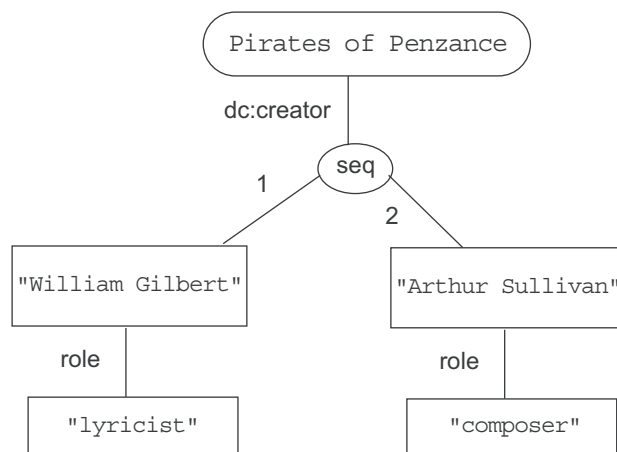 Pirates of Penzance
dc:creator
seq
1
2
"William Gilbert"
"Arthur Sullivan"
role
role
"lyricist"
"composer"